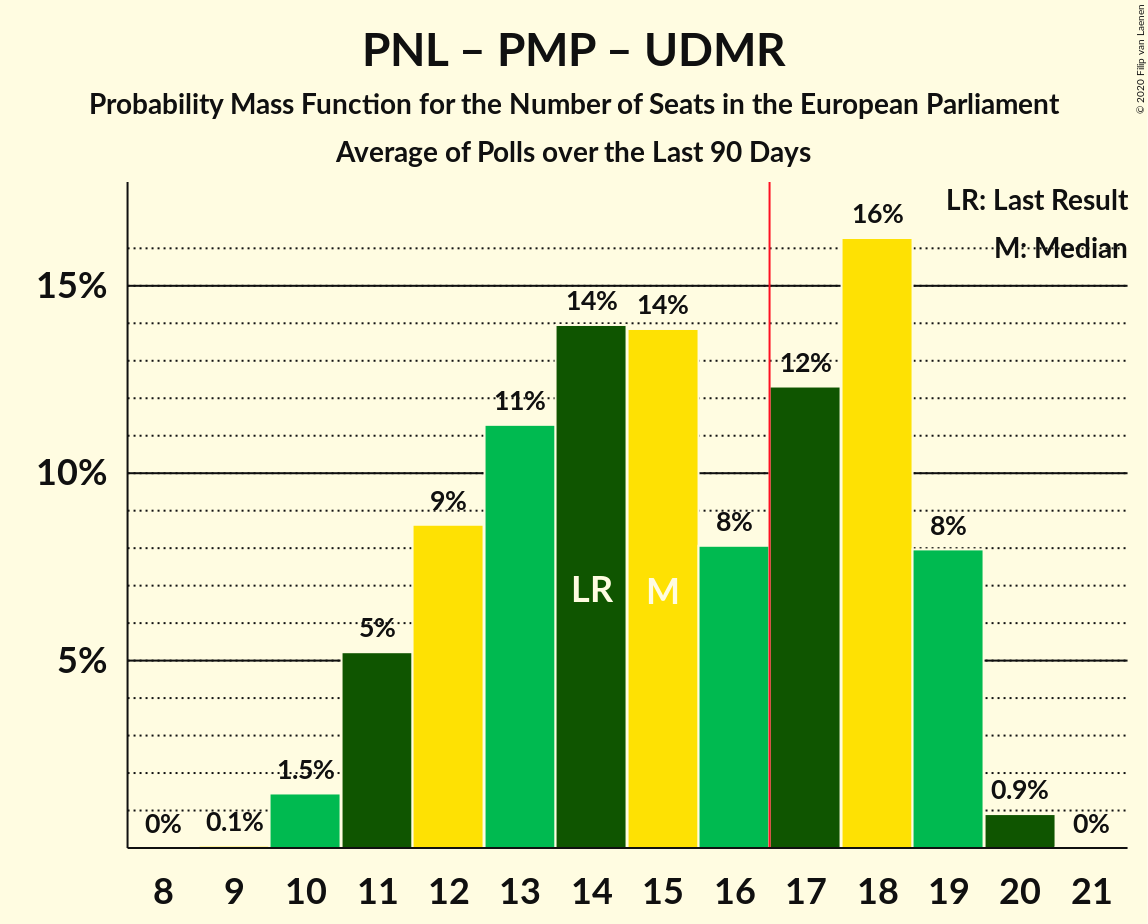 PNL – PMP – UDMR
Probability Mass Function for the Number of Seats in the European Parliament
Average of Polls over the Last 90 Days
© 2020 Filip van Laenen
LR: Last Result
M: Median
15%
10%
5%
0%
0.1%
1.5%
5%
9%
11%
14%
14%
8%
12%
16%
8%
0.9%
0%
LR
M
8 9 10 11 12 13 14 15 16 17 18 19 20 21